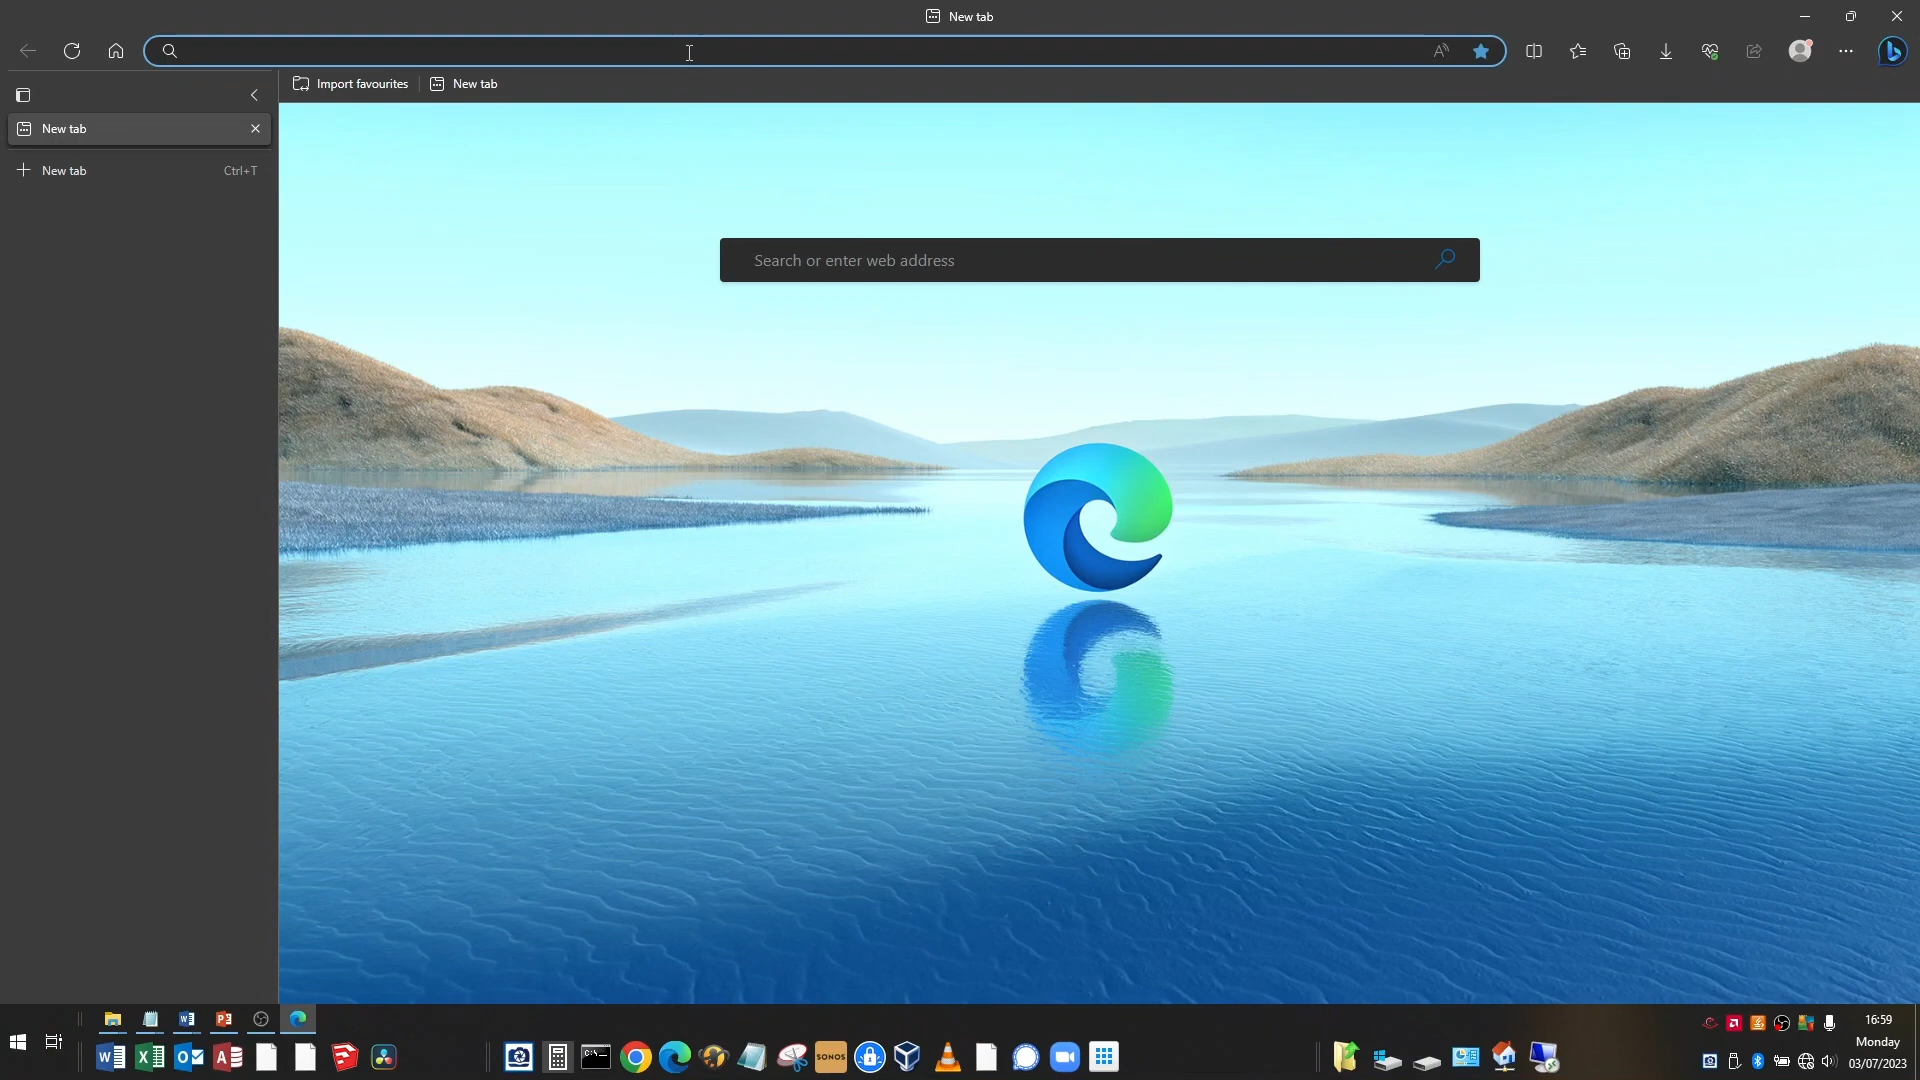 New tab
Import favourites
New tab
New tab
New tab
Ctrl+T
Search or enter web address
SONOS
16:59
Monday
03/07/2023